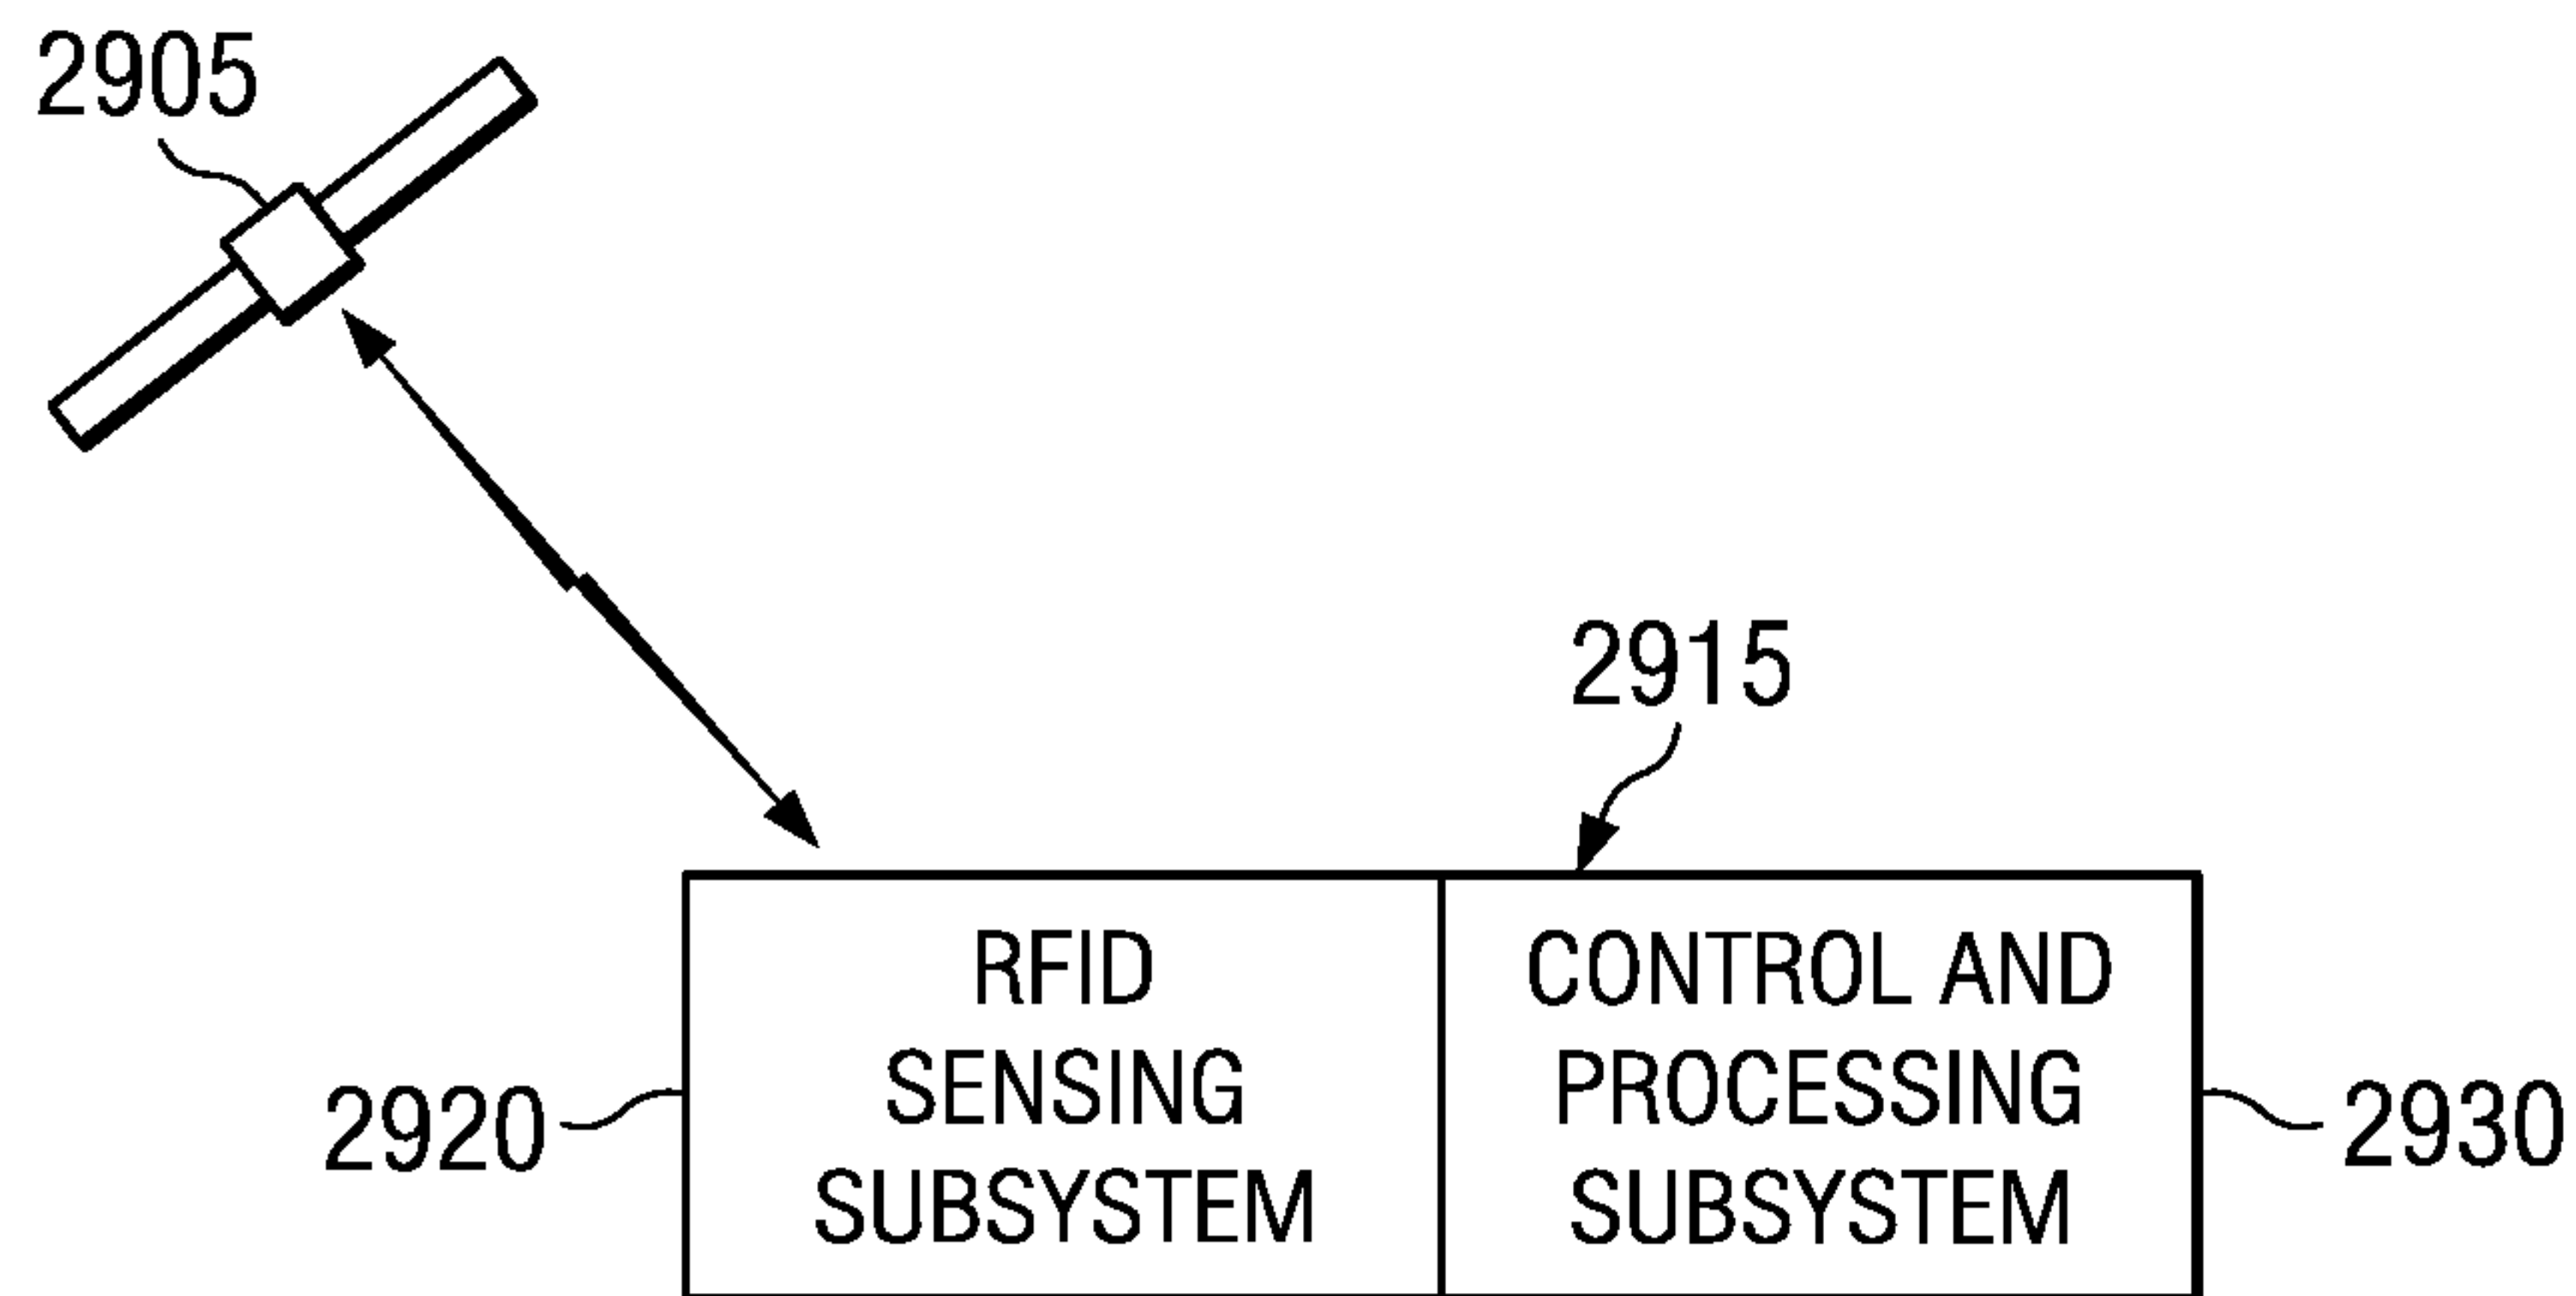 2905
2915
RFID
SENSING
SUBSYSTEM
CONTROL AND
PROCESSING
SUBSYSTEM
2920
2930